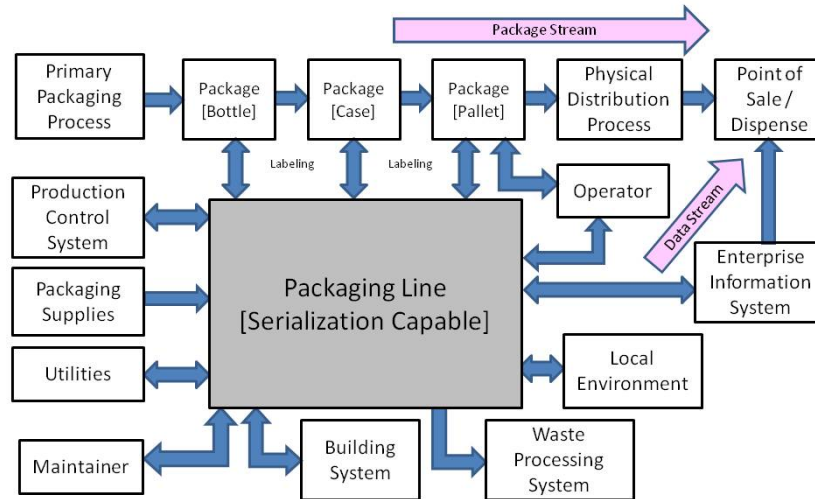 Package Stream
Primary
Packaging
Process
Package
[Bottle]
Package
[Case]
Package
[Pallet]
Physical
Distribution
Process
Point of
Sale /
Dispense
Labeling
Labeling
Operator
Data Stream
Production
Control
System
Packaging Line
[Serialization Capable]
Enterprise
Information
System
Packaging
Supplies
Utilities
Local
Environment
Maintainer
Building
System
Waste
Processing
System